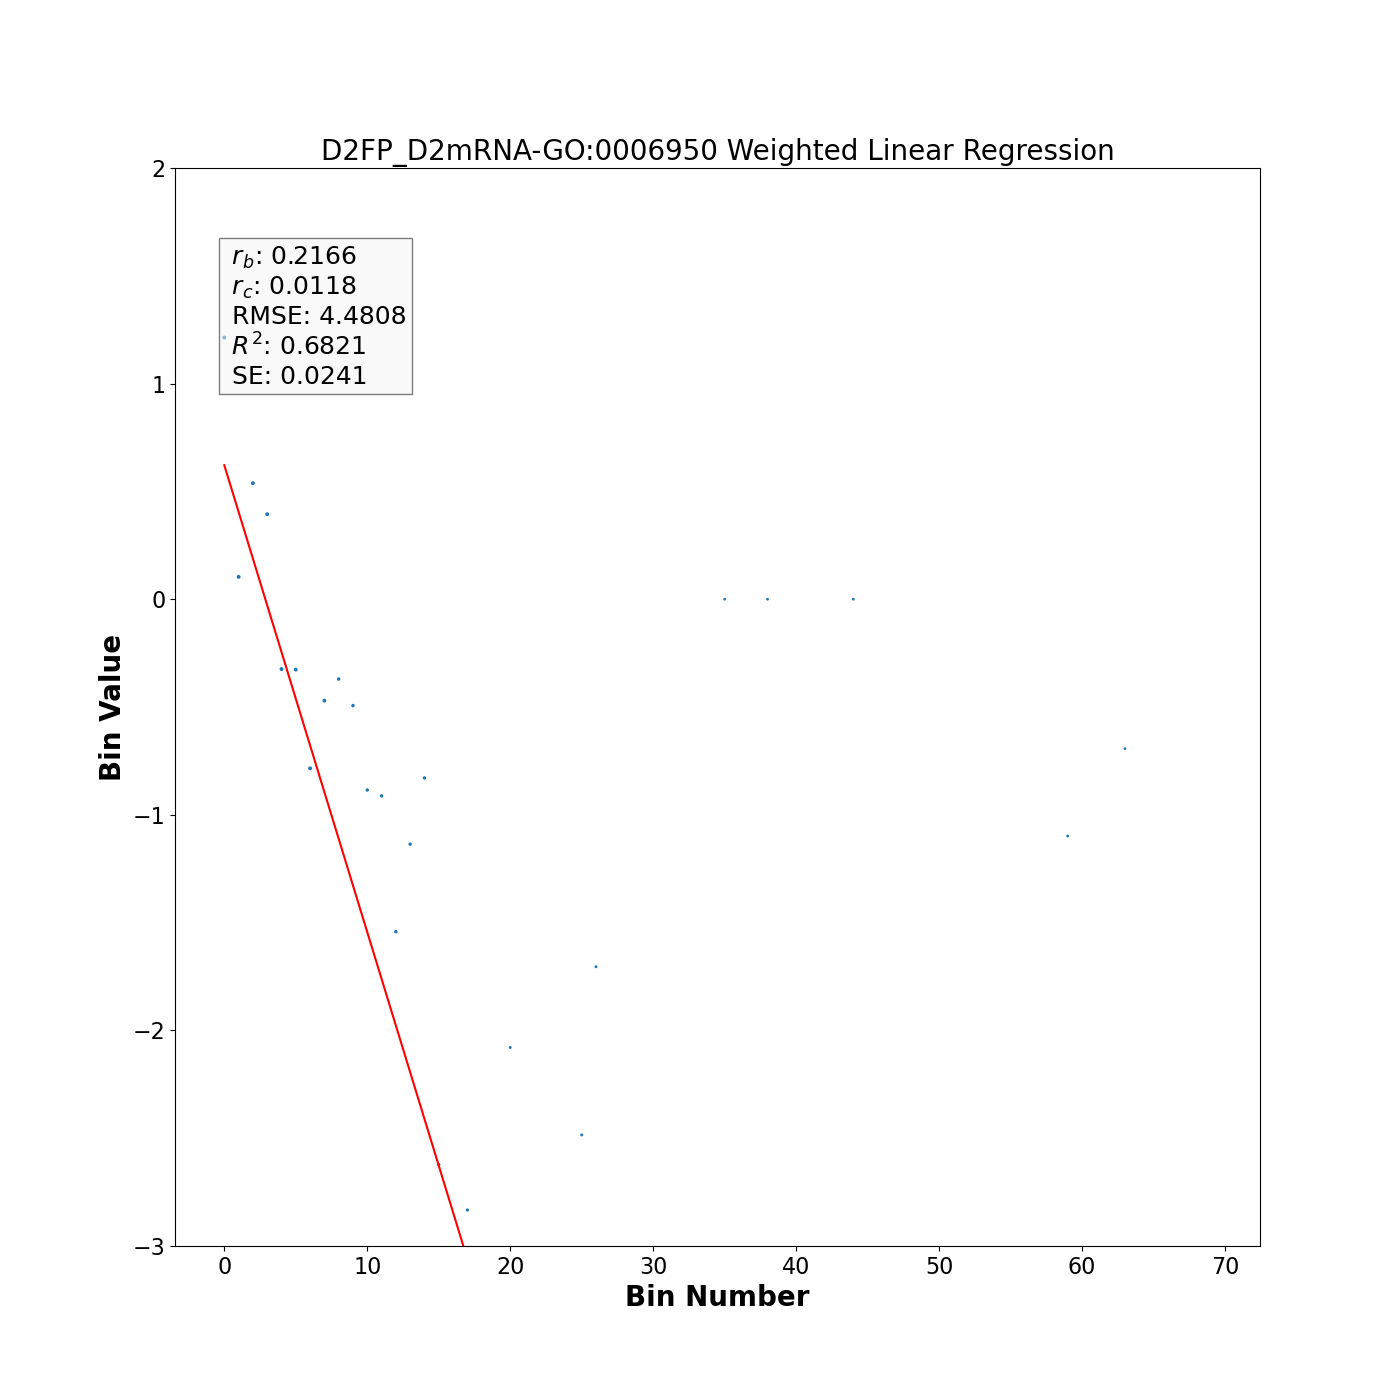 D2FP_D2mRNA-GO:0006950 Weighted Linear Regression
2
r_b: 0.2166
r_c: 0.0118
RMSE: 4.4808
R²: 0.6821
SE: 0.0241
1
0
−1
−2
−3
Bin Value
0 10 20 30 40 50 60 70
Bin Number